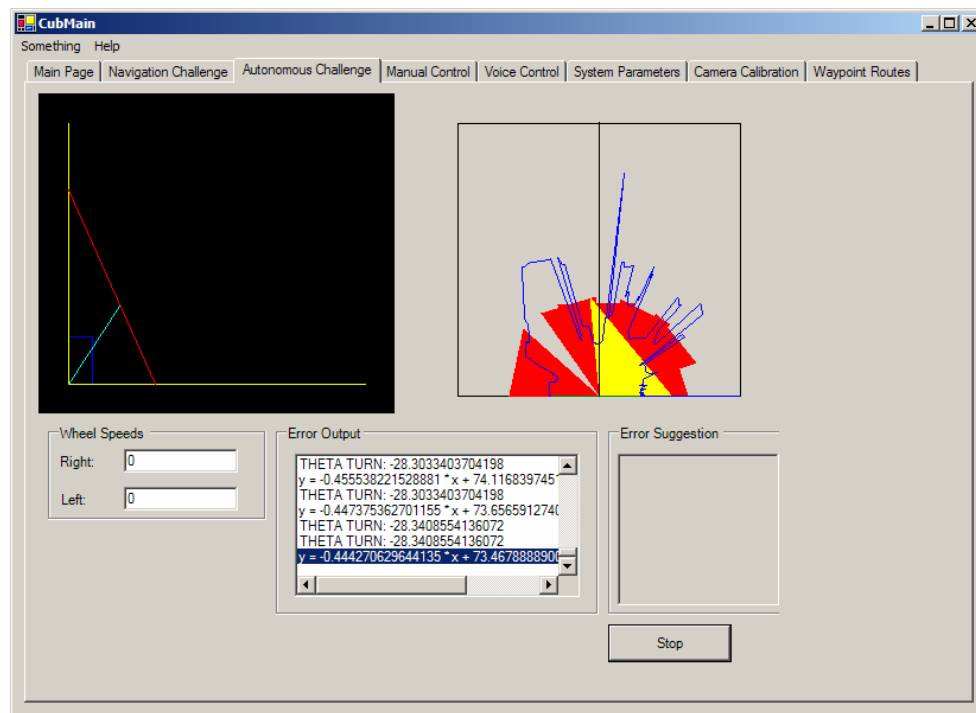 CubMain
Something Help
Main Page Navigation Challenge Autonomous Challenge Manual Control Voice Control System Parameters Camera Calibration Waypoint Routes
Wheel Speeds
Right: 0
Left: 0
Error Output
THETA TURN: -28.3033403704198
y = -0.455538221528881 * x + 74.116839745
THETA TURN: -28.3033403704198
y = -0.447375362701155 * x + 73.6565912740
THETA TURN: -28.3408554136072
THETA TURN: -28.3408554136072
y = -0.444270629644135 * x + 73.467888890
Error Suggestion
Stop